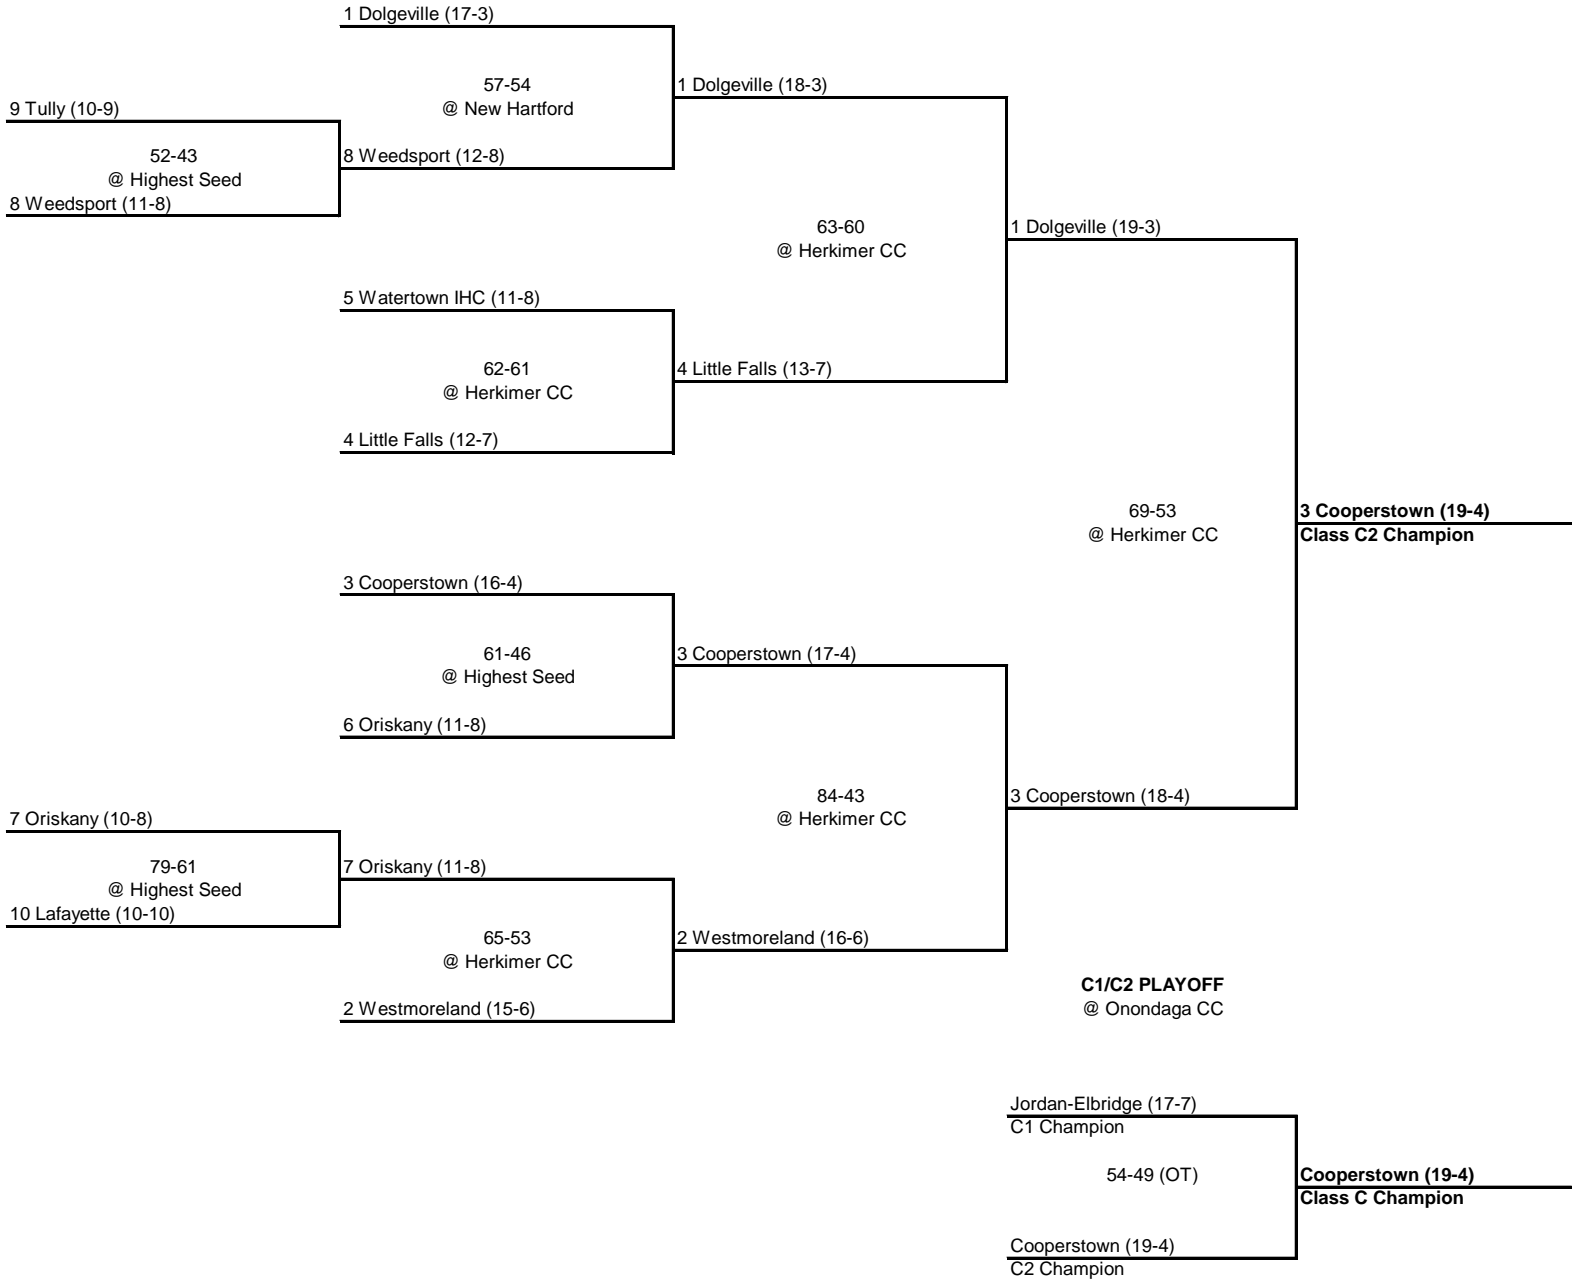 1 Dolgeville (17-3)
57-54
@ New Hartford
1 Dolgeville (18-3)
9 Tully (10-9)
52-43
@ Highest Seed
8 Weedsport (12-8)
8 Weedsport (11-8)
63-60
@ Herkimer CC
1 Dolgeville (19-3)
5 Watertown IHC (11-8)
62-61
@ Herkimer CC
4 Little Falls (13-7)
4 Little Falls (12-7)
69-53
@ Herkimer CC
3 Cooperstown (19-4)
Class C2 Champion
3 Cooperstown (16-4)
61-46
@ Highest Seed
3 Cooperstown (17-4)
6 Oriskany (11-8)
84-43
@ Herkimer CC
3 Cooperstown (18-4)
7 Oriskany (10-8)
79-61
@ Highest Seed
7 Oriskany (11-8)
10 Lafayette (10-10)
65-53
@ Herkimer CC
2 Westmoreland (16-6)
2 Westmoreland (15-6)
C1/C2 PLAYOFF
@ Onondaga CC
Jordan-Elbridge (17-7)
C1 Champion
54-49 (OT)
Cooperstown (19-4)
Class C Champion
Cooperstown (19-4)
C2 Champion